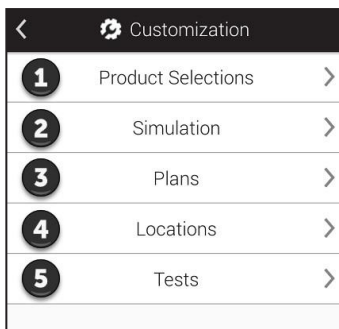 Customization
1 Product Selections
2 Simulation
3 Plans
4 Locations
5 Tests